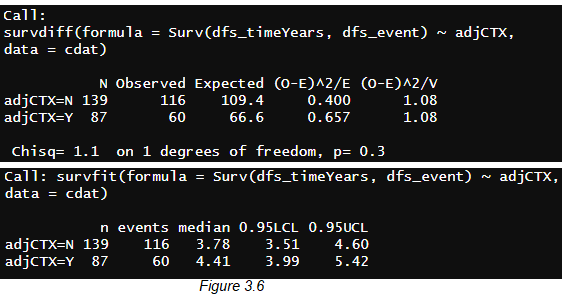 Call:
survdiff(formula = Surv(dfs_timeYears, dfs_event) ~ adjCTX,
data = cdat)
N Observed Expected (O-E)^2/E (O-E)^2/V
adjCTX=N 139 116 109.4 0.400 1.08
adjCTX=Y 87 60 66.6 0.657 1.08
Chisq= 1.1 on 1 degrees of freedom, p= 0.3
Call: survfit(formula = Surv(dfs_timeYears, dfs_event) ~ adjCTX,
data = cdat)
n events median 0.95LCL 0.95UCL
adjCTX=N 139 116 3.78 3.51 4.60
adjCTX=Y 87 60 4.41 3.99 5.42
Figure 3.6